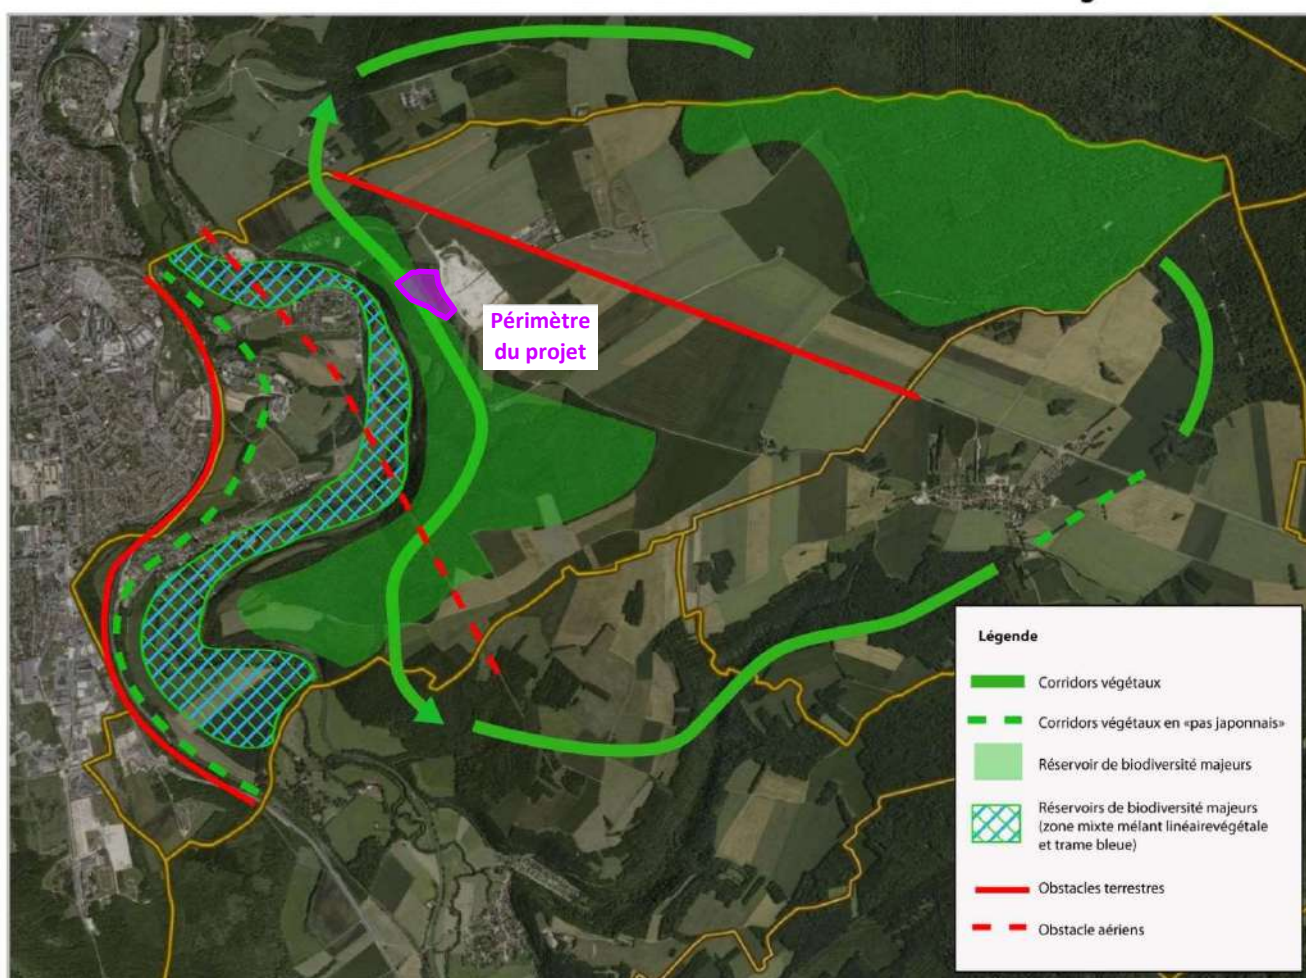 Périmètre
du projet
Légende
Corridors végétaux
Corridors végétaux en «pas japonnais»
Réservoir de biodiversité majeurs
Réservoirs de biodiversité majeurs
(zone mixte mélant linéairevégétale
et trame bleue)
Obstacles terrestres
Obstacle aériens